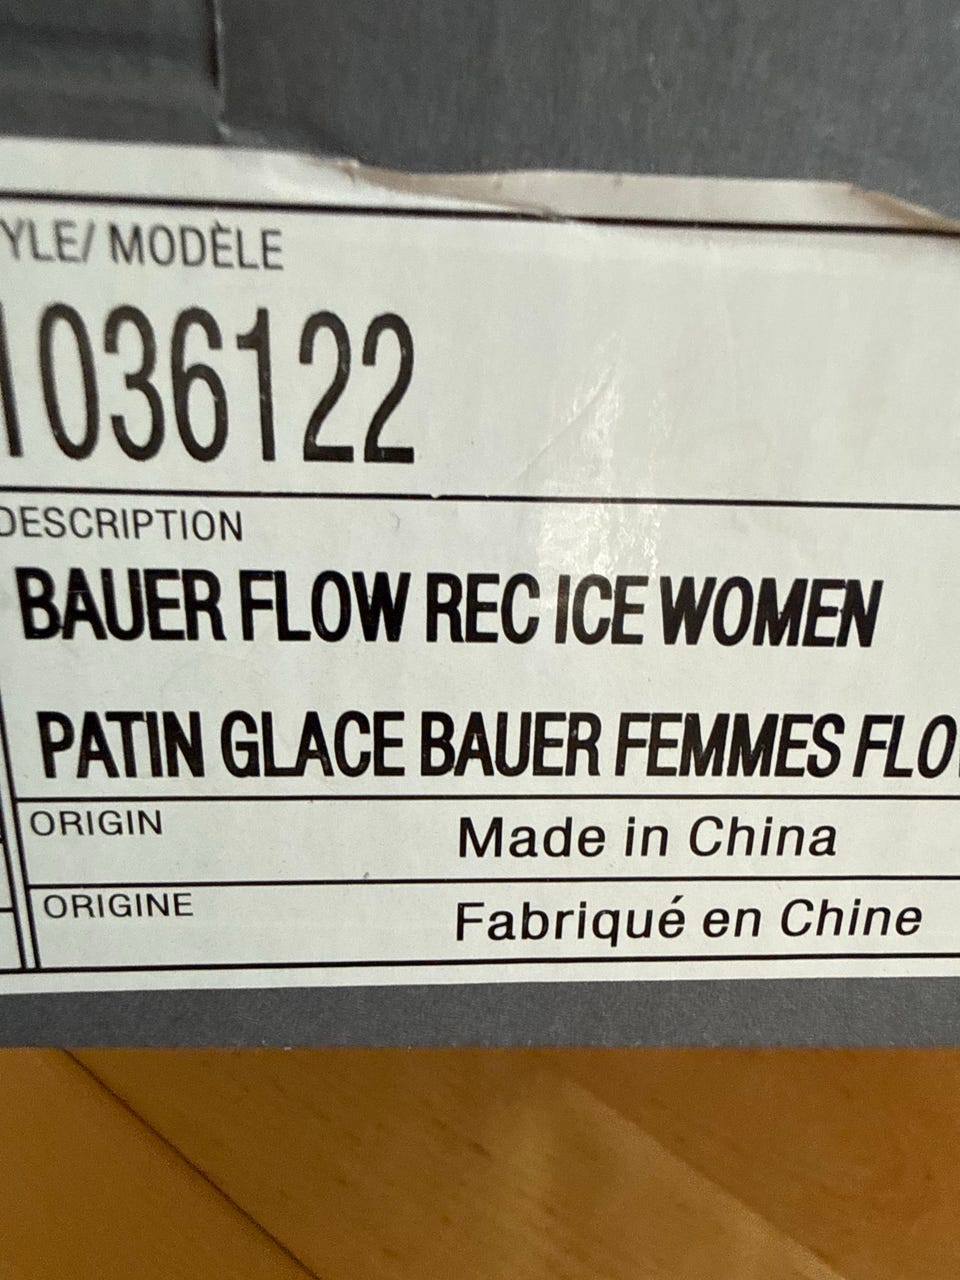 YLE/ MODÈLE
1036122
DESCRIPTION
BAUER FLOW REC ICE WOMEN
PATIN GLACE BAUER FEMMES FLO
ORIGIN Made in China
ORIGINE Fabriqué en Chine